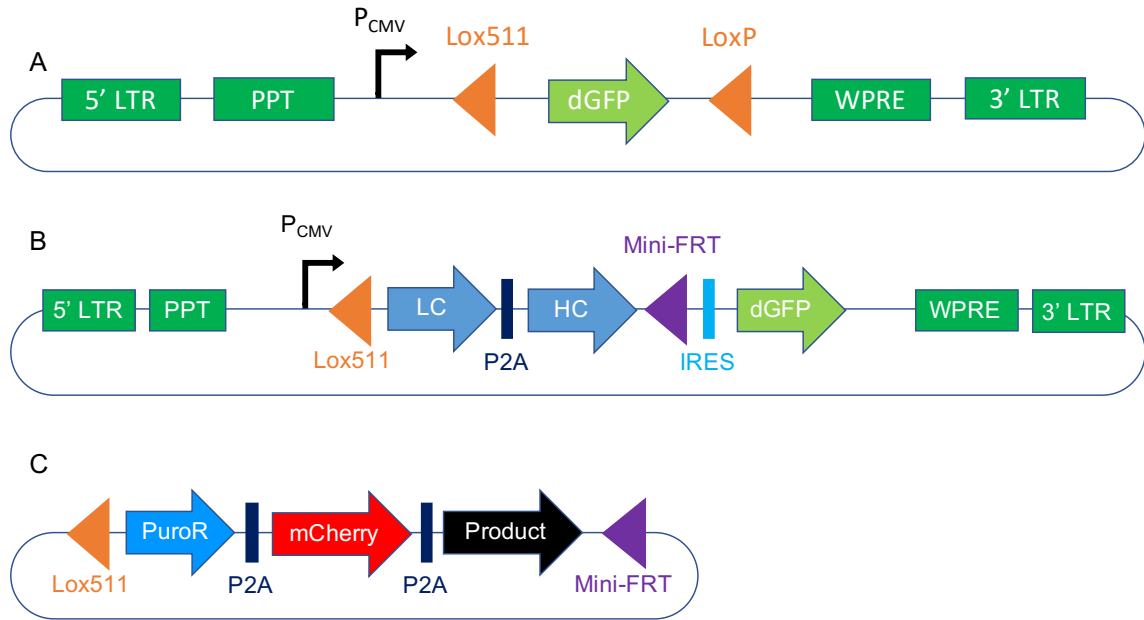 A
P_CMV
Lox511
LoxP
5’ LTR
PPT
dGFP
WPRE
3’ LTR
B
P_CMV
Mini-FRT
5’ LTR
PPT
LC
HC
dGFP
WPRE
3’ LTR
Lox511
P2A
IRES
C
PuroR
mCherry
Product
Lox511
P2A
P2A
Mini-FRT